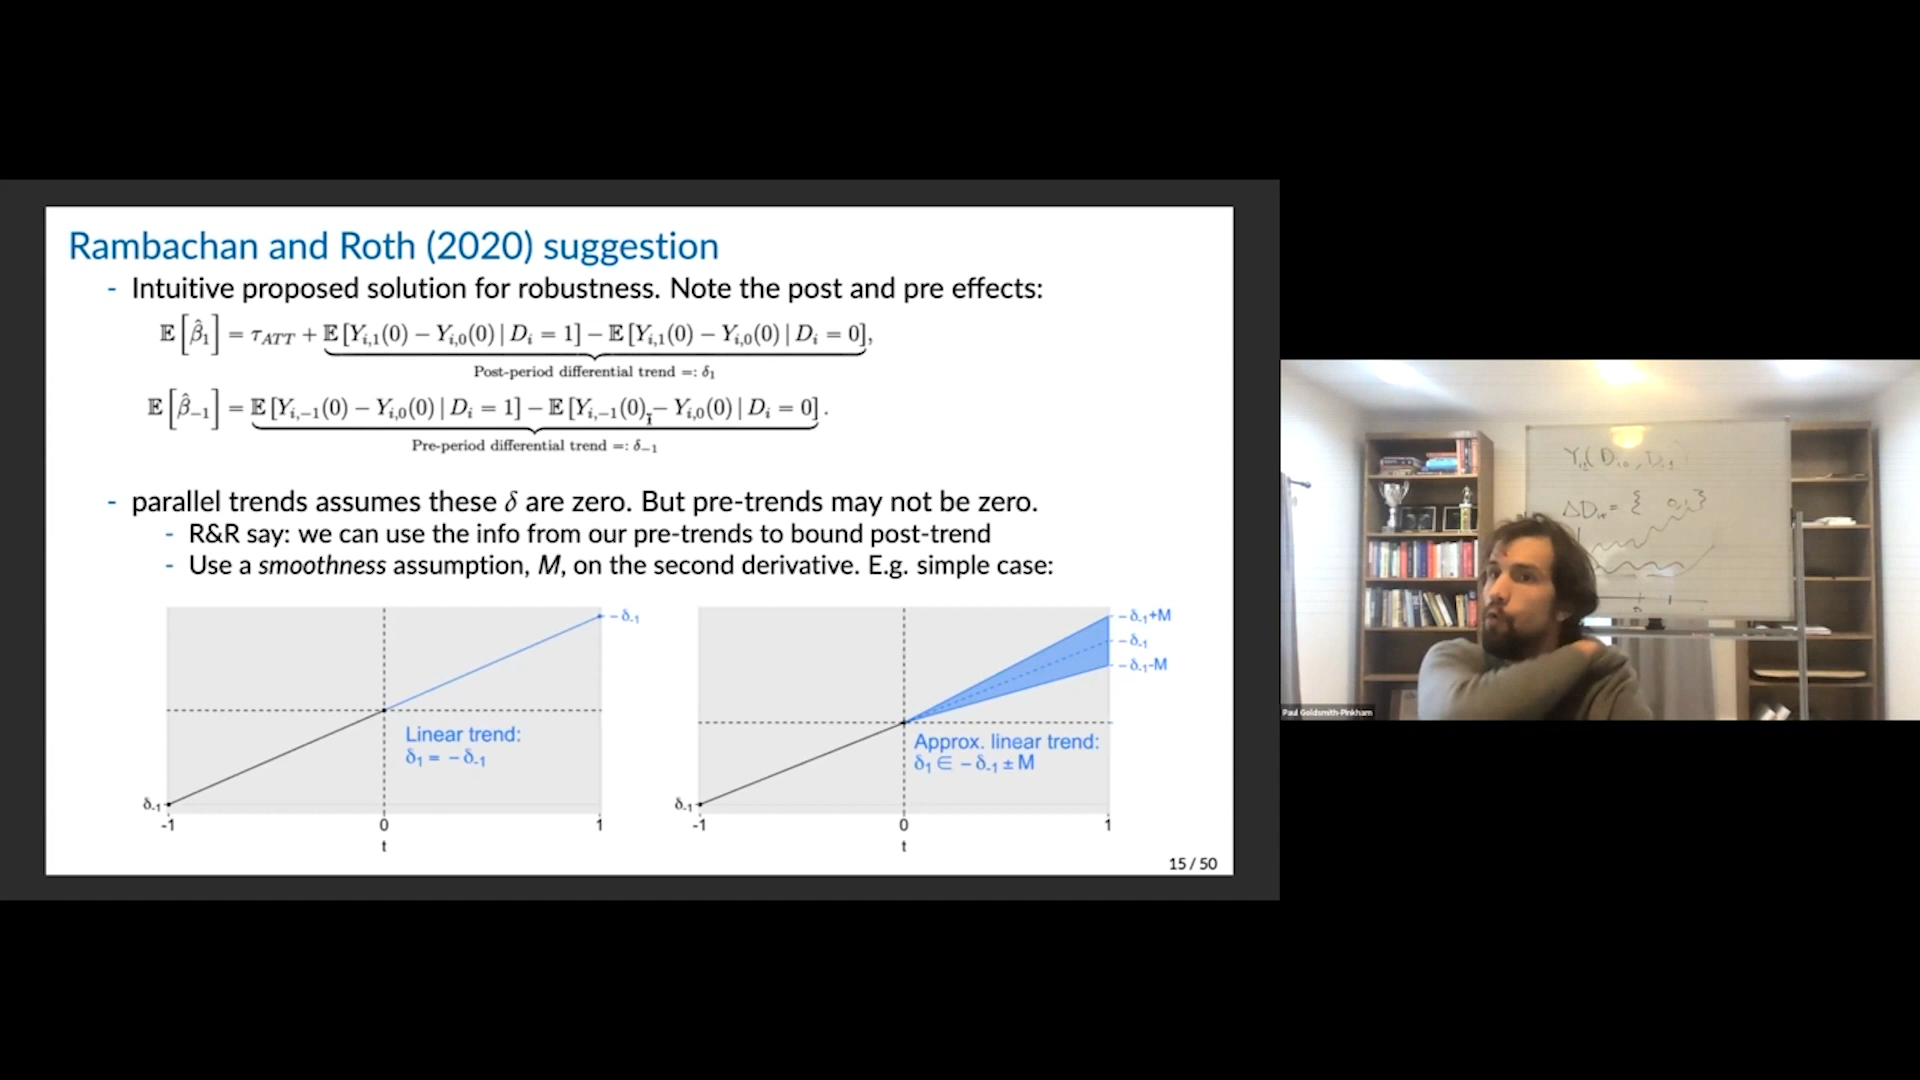 Rambachan and Roth (2020) suggestion
- Intuitive proposed solution for robustness. Note the post and pre effects:
𝔼[β̂₁] = τ_ATT + 𝔼[Y_{i,1}(0) − Y_{i,0}(0) | D_i = 1] − 𝔼[Y_{i,1}(0) − Y_{i,0}(0) | D_i = 0],
Post-period differential trend =: δ₁
𝔼[β̂₋₁] = 𝔼[Y_{i,−1}(0) − Y_{i,0}(0) | D_i = 1] − 𝔼[Y_{i,−1}(0) − Y_{i,0}(0) | D_i = 0].
Pre-period differential trend =: δ₋₁
- parallel trends assumes these δ are zero. But pre-trends may not be zero.
- R&R say: we can use the info from our pre-trends to bound post-trend
- Use a smoothness assumption, M, on the second derivative. E.g. simple case:
−δ₋₁
Linear trend:
δ₁ = −δ₋₁
δ₋₁
-1 0 1
t
−δ₋₁+M
−δ₋₁
−δ₋₁-M
Approx. linear trend:
δ₁ ∈ −δ₋₁ ± M
δ₋₁
-1 0 1
t
15 / 50
Paul Goldsmith-Pinkham